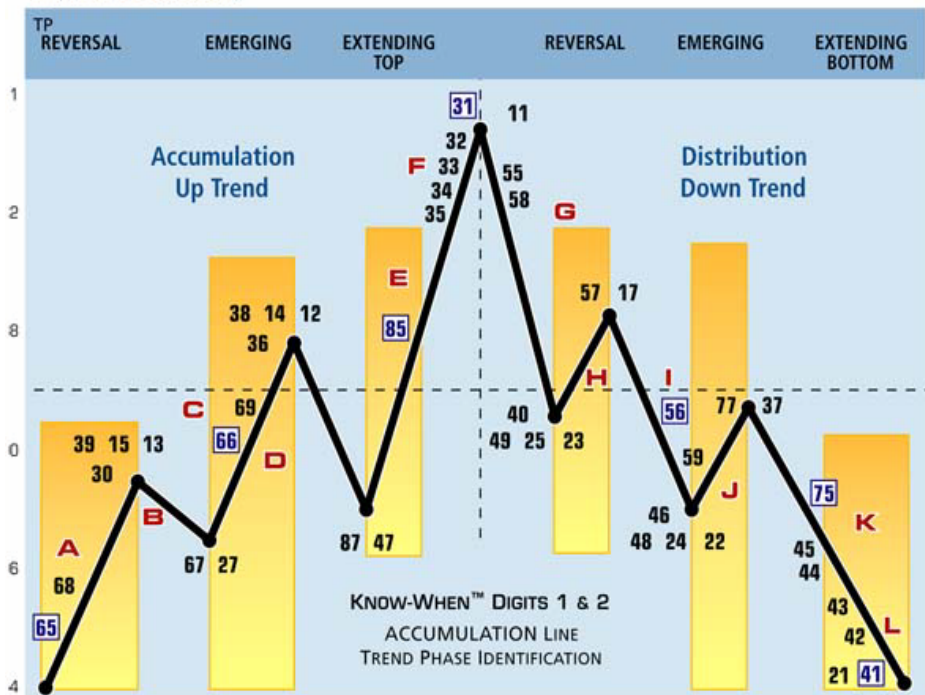 TP
REVERSAL EMERGING EXTENDING TOP REVERSAL EMERGING EXTENDING BOTTOM
1
31 11
32
Accumulation Up Trend
F 33 55
Distribution Down Trend
34 58
2 35 G
E
38 14 12 57 17
8 36 85
H I
69 C 40 56 77 37
39 15 13 66 49 25 23
0 30 D 59
75
B 46 J K
A 67 27 87 47 48 24 22 45
6 44
68
KNOW-WHEN™ DIGITS 1 & 2
43
65 ACCUMULATION LINE
42 L
TREND PHASE IDENTIFICATION
21 41
4